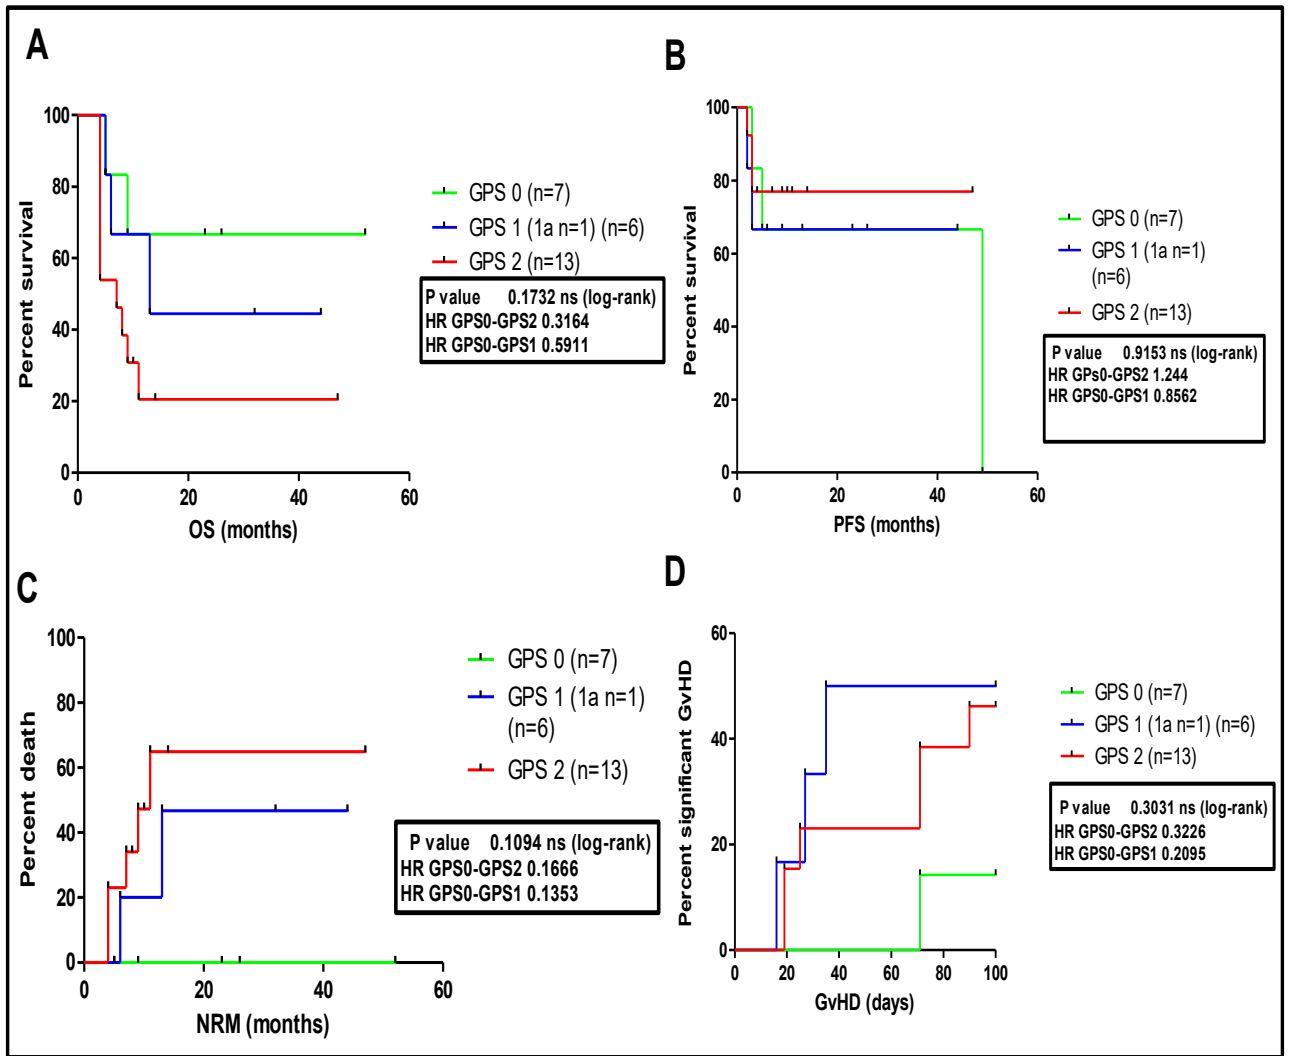 A
100
80
60
40
20
0
Percent survival
0 20 40 60
OS (months)
GPS 0 (n=7)
GPS 1 (1a n=1) (n=6)
GPS 2 (n=13)
P value 0.1732 ns (log-rank)
HR GPS0-GPS2 0.3164
HR GPS0-GPS1 0.5911
B
100
80
60
40
20
0
Percent survival
0 20 40 60
PFS (months)
GPS 0 (n=7)
GPS 1 (1a n=1)
(n=6)
GPS 2 (n=13)
P value 0.9153 ns (log-rank)
HR GPs0-GPS2 1.244
HR GPS0-GPS1 0.8562
C
100
80
60
40
20
0
Percent death
0 20 40 60
NRM (months)
GPS 0 (n=7)
GPS 1 (1a n=1)
(n=6)
GPS 2 (n=13)
P value 0.1094 ns (log-rank)
HR GPS0-GPS2 0.1666
HR GPS0-GPS1 0.1353
D
60
40
20
0
Percent significant GvHD
0 20 40 60 80 100
GvHD (days)
GPS 0 (n=7)
GPS 1 (1a n=1) (n=6)
GPS 2 (n=13)
P value 0.3031 ns (log-rank)
HR GPS0-GPS2 0.3226
HR GPS0-GPS1 0.2095